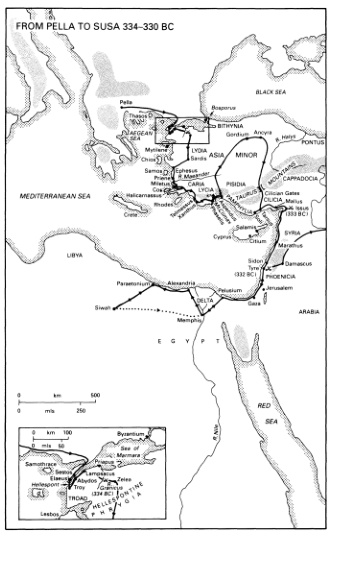 FROM PELLA TO SUSA 334–330 BC
BLACK SEA
Pella
Bosporus
Thasos
BITHYNIA
AEGEAN
SEA
Gordium
Ancyra
R. Halys
PONTUS
Mytilene
LYDIA
ASIA
MINOR
Chios
Sardis
Samos
Ephesus
R. Maeander
Priene
Miletus
CARIA
PISIDIA
TAURUS
MOUNTAINS
CAPPADOCIA
Cos
LYCIA
Cilician Gates
Halicarnassus
CILICIA
Mallus
MEDITERRANEAN SEA
Rhodes
Issus
(333 BC)
Crete
Salamis
SYRIA
Cyprus
Citium
Marathus
LIBYA
Sidon
Tyre
(332 BC)
Damascus
PHOENICIA
Paraetonium
Alexandria
Pelusium
Jerusalem
DELTA
Gaza
Siwah
Memphis
ARABIA
E G Y P T
km
0
500
0
mls
250
RED
SEA
R. Nile
0
km
100
0
mls
50
Byzantium
Sea of
Marmara
Samothrace
Priapus
Sestos
Lampsacus
Elaeus
Abydos
Zelea
Hellespont
Troy
R. Granicus
(334 BC)
TROAD
HELLESPONTINE
PHRYGIA
Lesbos